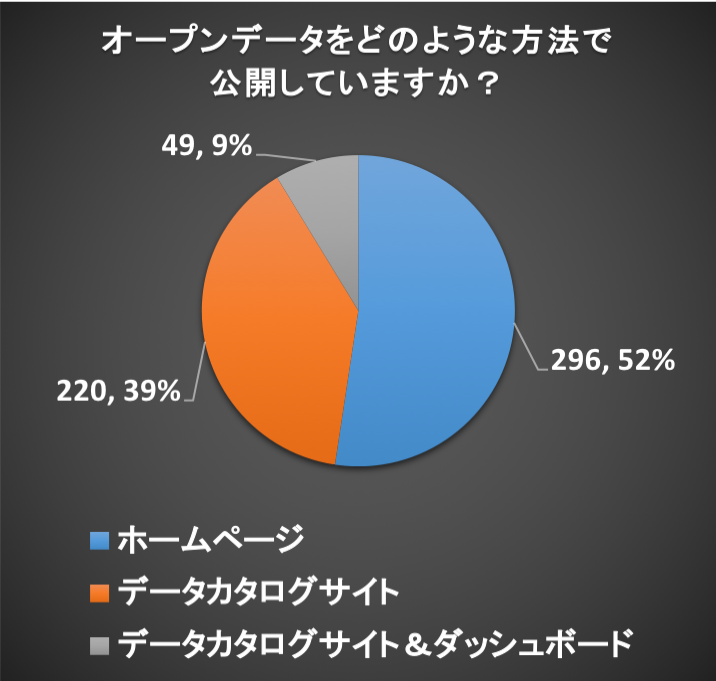 オープンデータをどのような方法で
公開していますか？
49, 9%
296, 52%
220, 39%
ホームページ
データカタログサイト
データカタログサイト＆ダッシュボード